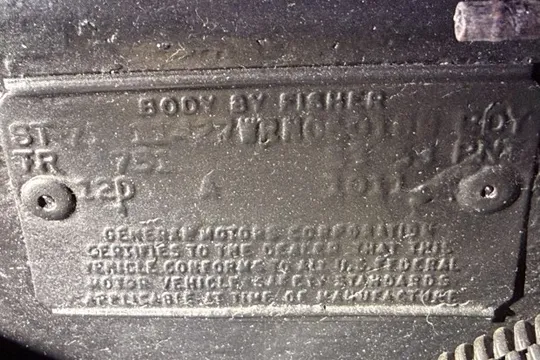 BODY BY FISHER
ST BDY
TR 751 PNT
12D A
GENERAL MOTORS CORPORATION
CERTIFIES TO THE DEALER THAT THIS
VEHICLE CONFORMS TO ALL U.S. FEDERAL
MOTOR VEHICLE SAFETY STANDARDS
APPLICABLE AT TIME OF MANUFACTURE